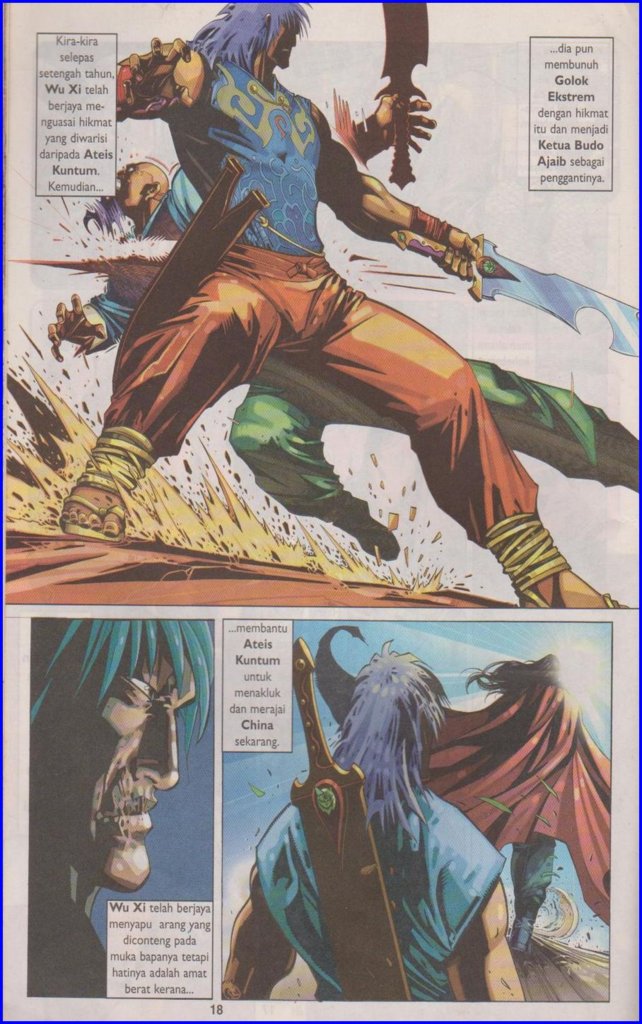 Kira-kira
selepas
setengah tahun,
Wu Xi telah
berjaya me-
nguasai hikmat
yang diwarisi
daripada Ateis
Kuntum.
Kemudian...
...dia pun
membunuh
Golok
Ekstrem
dengan hikmat
itu dan menjadi
Ketua Budo
Ajaib sebagai
penggantinya.
Wu Xi telah berjaya
menyapu arang yang
diconteng pada
muka bapanya tetapi
hatinya adalah amat
berat kerana...
...membantu
Ateis
Kuntum
untuk
menakluk
dan merajai
China
sekarang.
18